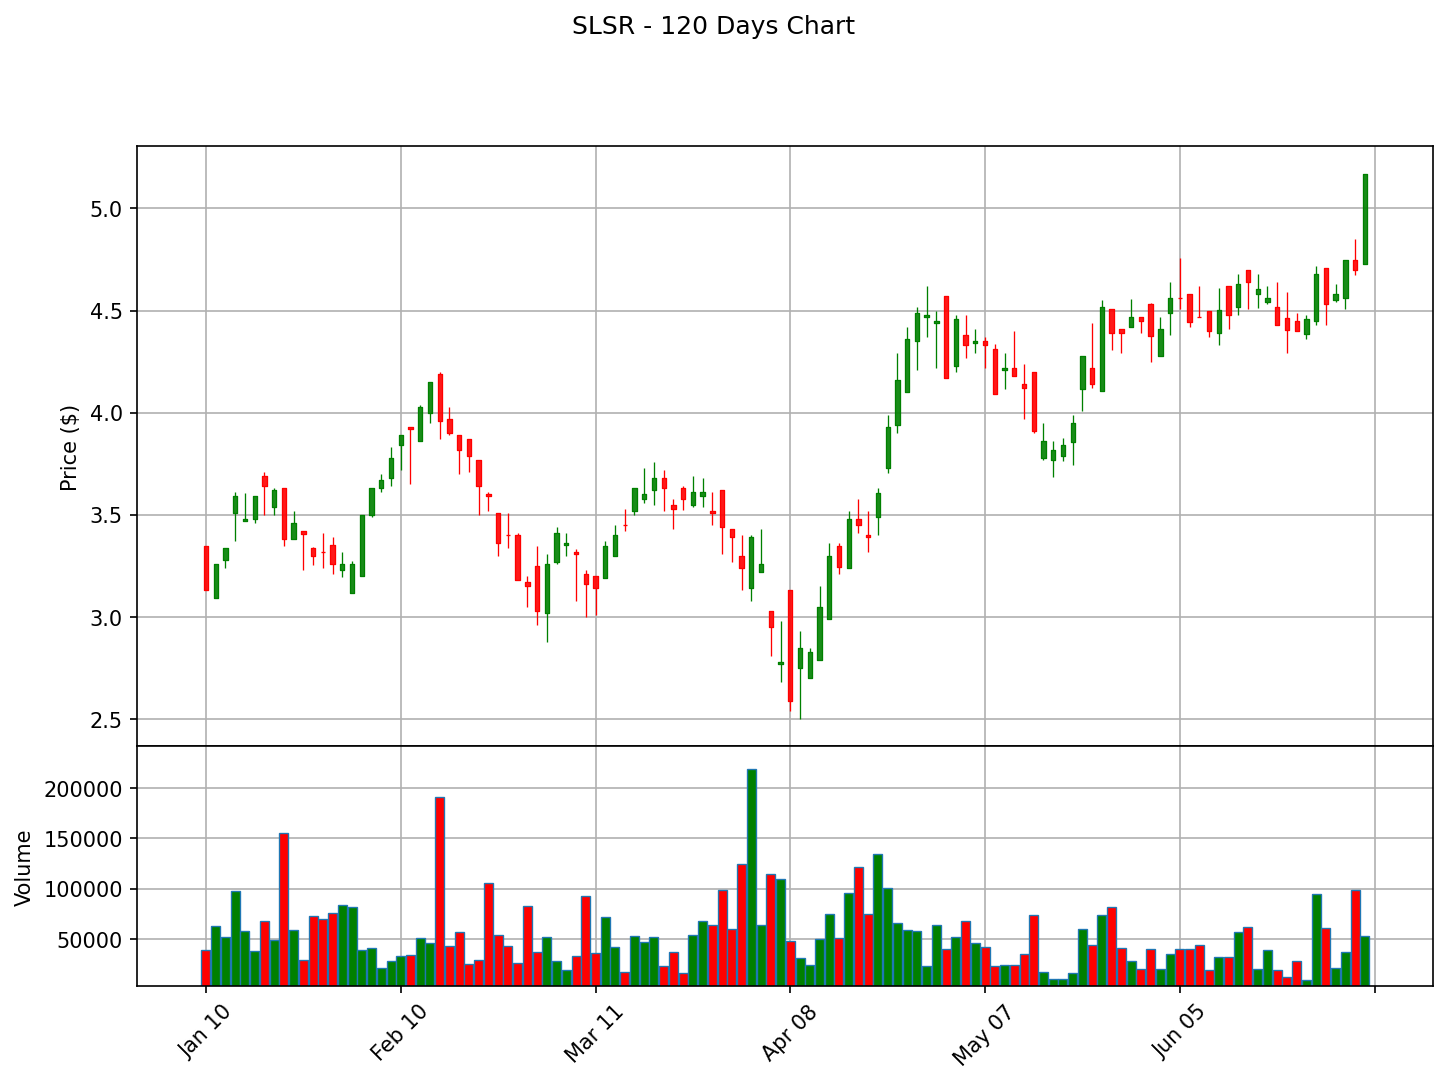 SLSR - 120 Days Chart
Price ($)
5.0
4.5
4.0
3.5
3.0
2.5
Volume
200000
150000
100000
50000
Jan 10
Feb 10
Mar 11
Apr 08
May 07
Jun 05